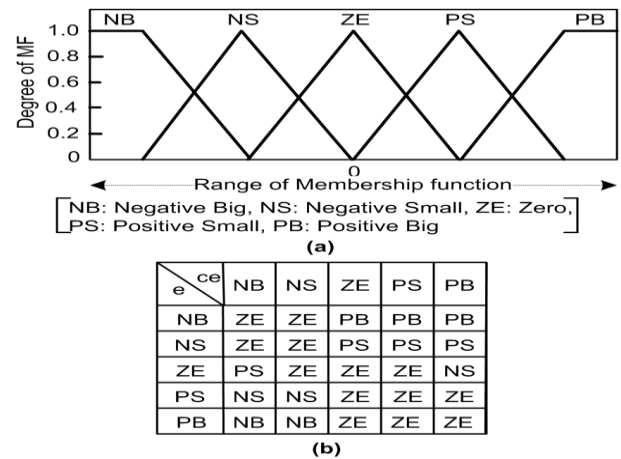 NB NS ZE PS PB
Degree of MF
1.0
0.8
0.6
0.4
0.2
0
0
Range of Membership function
NB: Negative Big, NS: Negative Small, ZE: Zero,
PS: Positive Small, PB: Positive Big
(a)
e ce NB NS ZE PS PB
NB ZE ZE PB PB PB
NS ZE ZE PS PS PS
ZE PS ZE ZE ZE NS
PS NS NS ZE ZE ZE
PB NB NB ZE ZE ZE
(b)